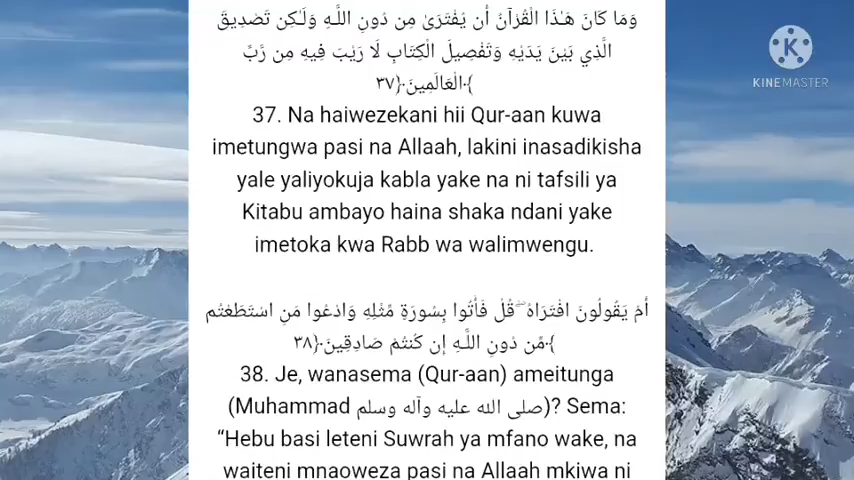 وَمَا كَانَ هَـٰذَا الْقُرْآنُ أَن يُفْتَرَىٰ مِن دُونِ اللَّـهِ وَلَـٰكِن تَصْدِيقَ
الَّذِي بَيْنَ يَدَيْهِ وَتَفْصِيلَ الْكِتَابِ لَا رَيْبَ فِيهِ مِن رَّبِّ
الْعَالَمِينَ﴿٣٧﴾
37. Na haiwezekani hii Qur-aan kuwa
imetungwa pasi na Allaah, lakini inasadikisha
yale yaliyokuja kabla yake na ni tafsili ya
Kitabu ambayo haina shaka ndani yake
imetoka kwa Rabb wa walimwengu.
أَمْ يَقُولُونَ افْتَرَاهُ ۖ قُلْ فَأْتُوا بِسُورَةٍ مِّثْلِهِ وَادْعُوا مَنِ اسْتَطَعْتُم
مِّن دُونِ اللَّـهِ إِن كُنتُمْ صَادِقِينَ﴿٣٨﴾
38. Je, wanasema (Qur-aan) ameitunga
(Muhammad صلى الله عليه وآله وسلم)? Sema:
“Hebu basi leteni Suwrah ya mfano wake, na
waiteni mnaoweza pasi na Allaah mkiwa ni
KINEMASTER